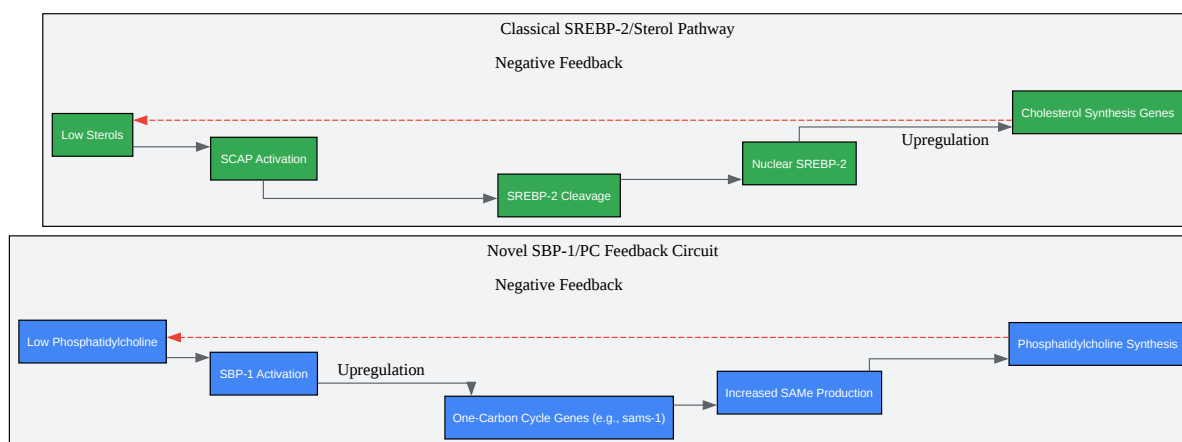 Classical SREBP-2/Sterol Pathway
Negative Feedback
Low Sterols
SCAP Activation
SREBP-2 Cleavage
Nuclear SREBP-2
Upregulation
Cholesterol Synthesis Genes
Novel SBP-1/PC Feedback Circuit
Negative Feedback
Low Phosphatidylcholine
SBP-1 Activation
Upregulation
One-Carbon Cycle Genes (e.g., sams-1)
Increased SAMe Production
Phosphatidylcholine Synthesis